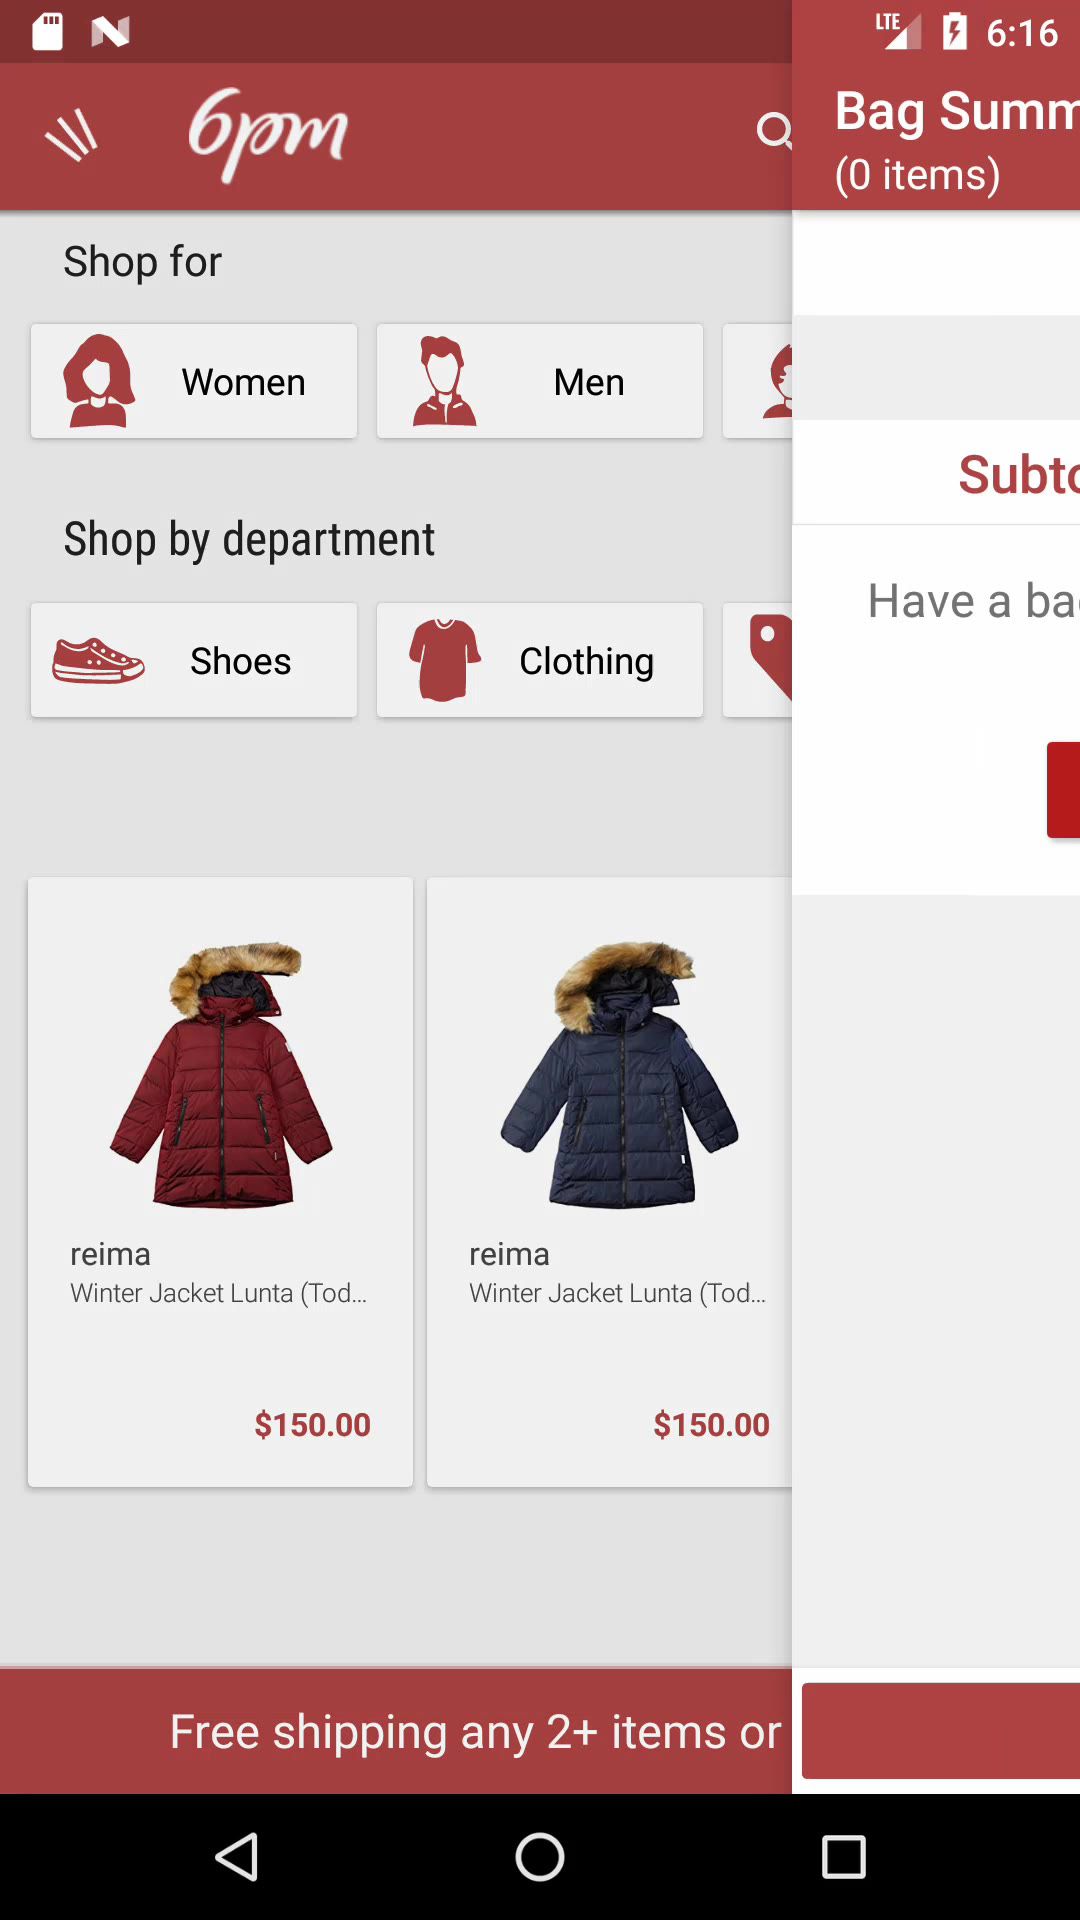 LTE 6:16
6pm
Bag Summ
(0 items)
Shop for
Women
Men
Shop by department
Subto
Have a ba
Shoes
Clothing
reima
Winter Jacket Lunta (Tod...
$150.00
reima
Winter Jacket Lunta (Tod...
$150.00
Free shipping any 2+ items or